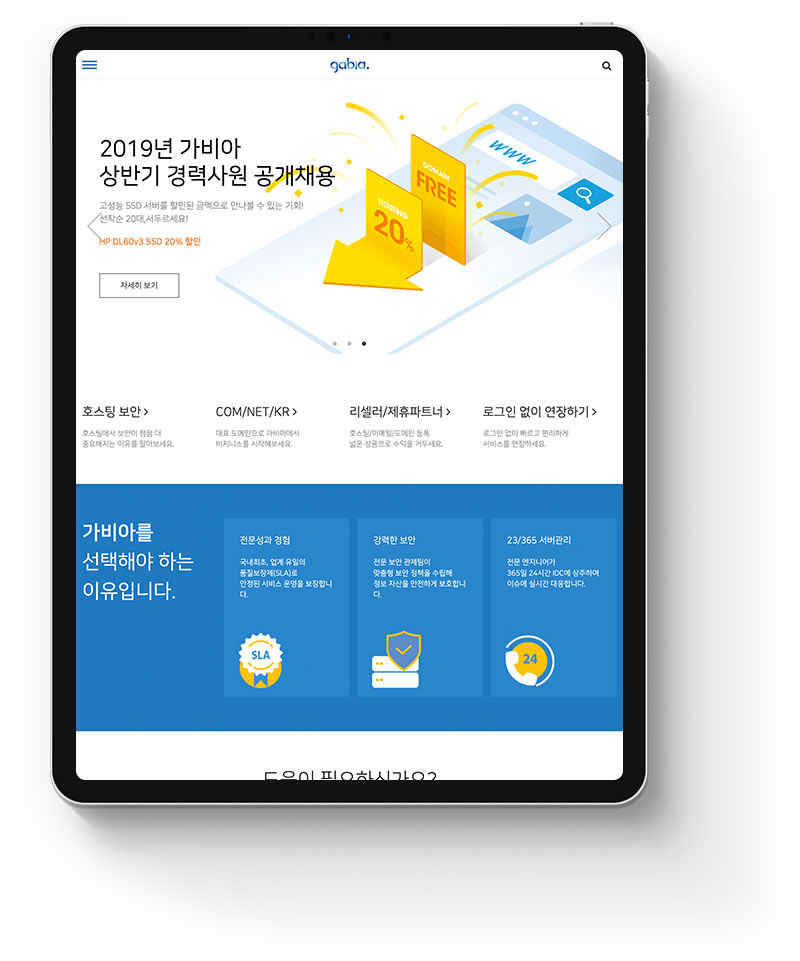 gabia.
2019년 가비아
상반기 경력사원 공개채용
고성능 SSD 서버를 할인된 금액으로 만나볼 수 있는 기회!
선착순 20대,서두르세요!
HP DL60v3 SSD 20% 할인
자세히 보기
WWW
DOMAIN
FREE
HOSTING
20%
호스팅 보안 >
호스팅에서 보안이 점점 더
중요해지는 이유를 알아보세요.
COM/NET/KR >
대표 도메인으로 가비아에서
비지니스를 시작해보세요.
리셀러/제휴파트너 >
호스팅/이메일/도메인 등록
넓은 상품으로 수익을 거두세요.
로그인 없이 연장하기 >
로그인 없이 빠르고 편리하게
서비스를 연장하세요.
가비아를
선택해야 하는
이유입니다.
전문성과 경험
국내최초, 업계 유일의
품질보장제(SLA)로
안정된 서비스 운영을 보장합니
다.
SLA
강력한 보안
전문 보안 관제팀이
맞춤형 보안 정책을 수립해
정보 자산을 안전하게 보호합니
다.
23/365 서버관리
전문 엔지니어가
365일 24시간 IDC에 상주하며
이슈에 실시간 대응합니다.
24
도움이 필요하신가요?